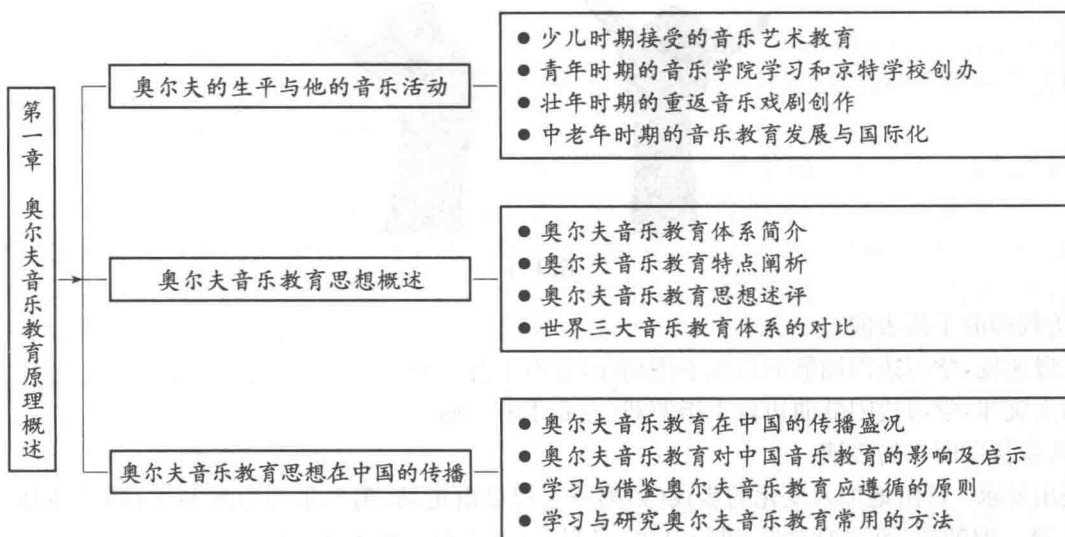 第一章 奥尔夫音乐教育原理概述
奥尔夫的生平与他的音乐活动
● 少儿时期接受的音乐艺术教育
● 青年时期的音乐学院学习和京特学校创办
● 壮年时期的重返音乐戏剧创作
● 中老年时期的音乐教育发展与国际化
奥尔夫音乐教育思想概述
● 奥尔夫音乐教育体系简介
● 奥尔夫音乐教育特点阐析
● 奥尔夫音乐教育思想述评
● 世界三大音乐教育体系的对比
奥尔夫音乐教育思想在中国的传播
● 奥尔夫音乐教育在中国的传播盛况
● 奥尔夫音乐教育对中国音乐教育的影响及启示
● 学习与借鉴奥尔夫音乐教育应遵循的原则
● 学习与研究奥尔夫音乐教育常用的方法